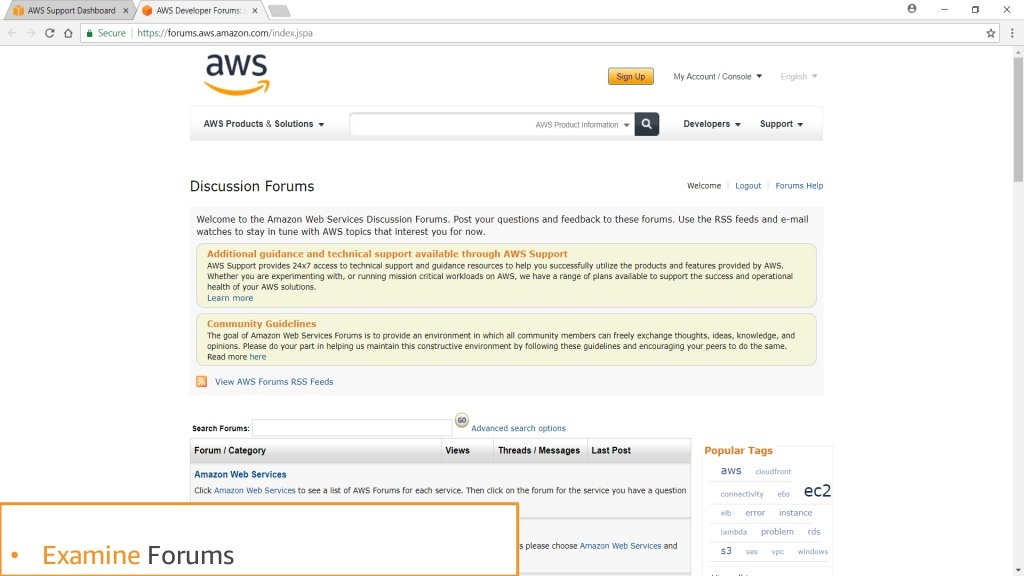 AWS Support Dashboard
AWS Developer Forums:
Secure https://forums.aws.amazon.com/index.jspa
aws
Sign Up My Account / Console English
AWS Products & Solutions AWS Product Information Developers Support
Discussion Forums Welcome Logout Forums Help
Welcome to the Amazon Web Services Discussion Forums. Post your questions and feedback to these forums. Use the RSS feeds and e-mail
watches to stay in tune with AWS topics that interest you for now.
Additional guidance and technical support available through AWS Support
AWS Support provides 24x7 access to technical support and guidance resources to help you successfully utilize the products and features provided by AWS.
Whether you are experimenting with, or running mission critical workloads on AWS, we have a range of plans available to support the success and operational
health of your AWS solutions.
Learn more
Community Guidelines
The goal of Amazon Web Services Forums is to provide an environment in which all community members can freely exchange thoughts, ideas, knowledge, and
opinions. Please do your part in helping us maintain this constructive environment by following these guidelines and encouraging your peers to do the same.
Read more here
View AWS Forums RSS Feeds
Search Forums: GO Advanced search options
Forum / Category Views Threads / Messages Last Post
Amazon Web Services
Click Amazon Web Services to see a list of AWS Forums for each service. Then click on the forum for the service you have a question
s please choose Amazon Web Services and
Popular Tags
aws cloudfront
connectivity ebs ec2
elb error instance
lambda problem rds
s3 ses vpc windows
• Examine Forums